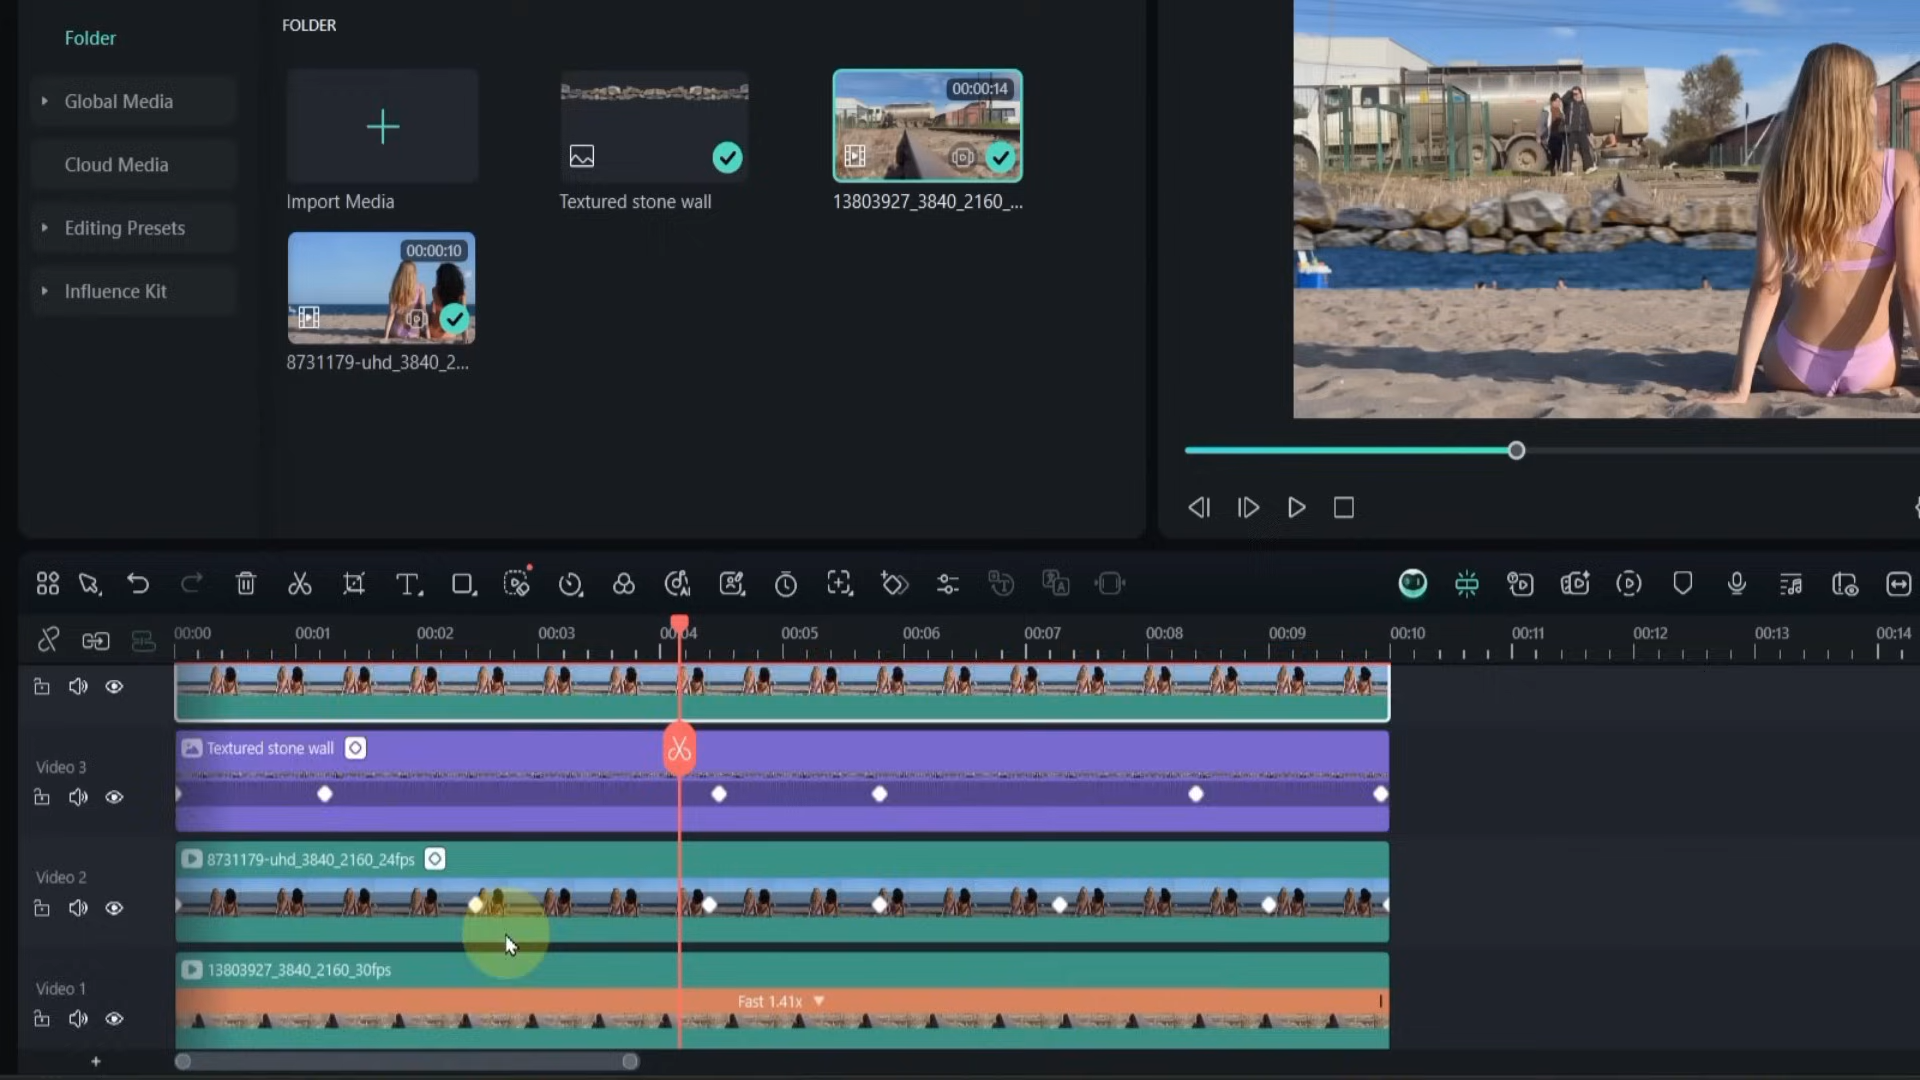 Folder
FOLDER
Global Media
Cloud Media
Editing Presets
Influence Kit
Import Media
Textured stone wall
00:00:14
13803927_3840_2160_...
00:00:10
8731179-uhd_3840_2...
00:00 00:01 00:02 00:03 00:04 00:05 00:06 00:07 00:08 00:09 00:10 00:11 00:12 00:13 00:14
Textured stone wall
Video 3
8731179-uhd_3840_2160_24fps
Video 2
13803927_3840_2160_30fps
Video 1
Fast 1.41x